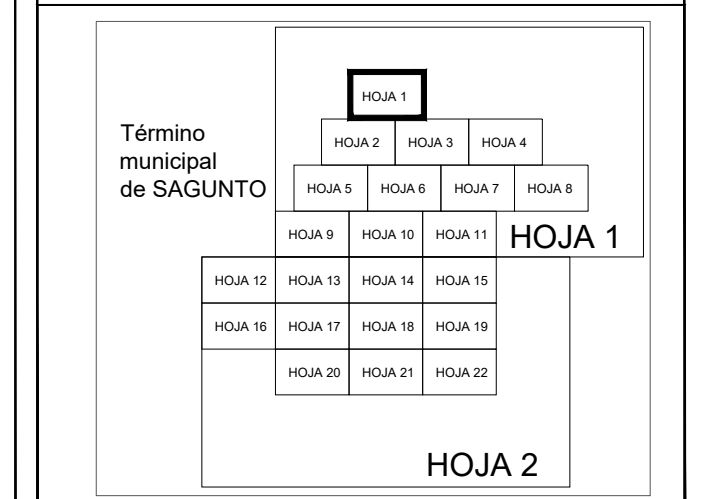 HOJA 1
Término
municipal
de SAGUNTO
HOJA 2
HOJA 3
HOJA 4
HOJA 5
HOJA 6
HOJA 7
HOJA 8
HOJA 9
HOJA 10
HOJA 11
HOJA 1
HOJA 12
HOJA 13
HOJA 14
HOJA 15
HOJA 16
HOJA 17
HOJA 18
HOJA 19
HOJA 20
HOJA 21
HOJA 22
HOJA 2